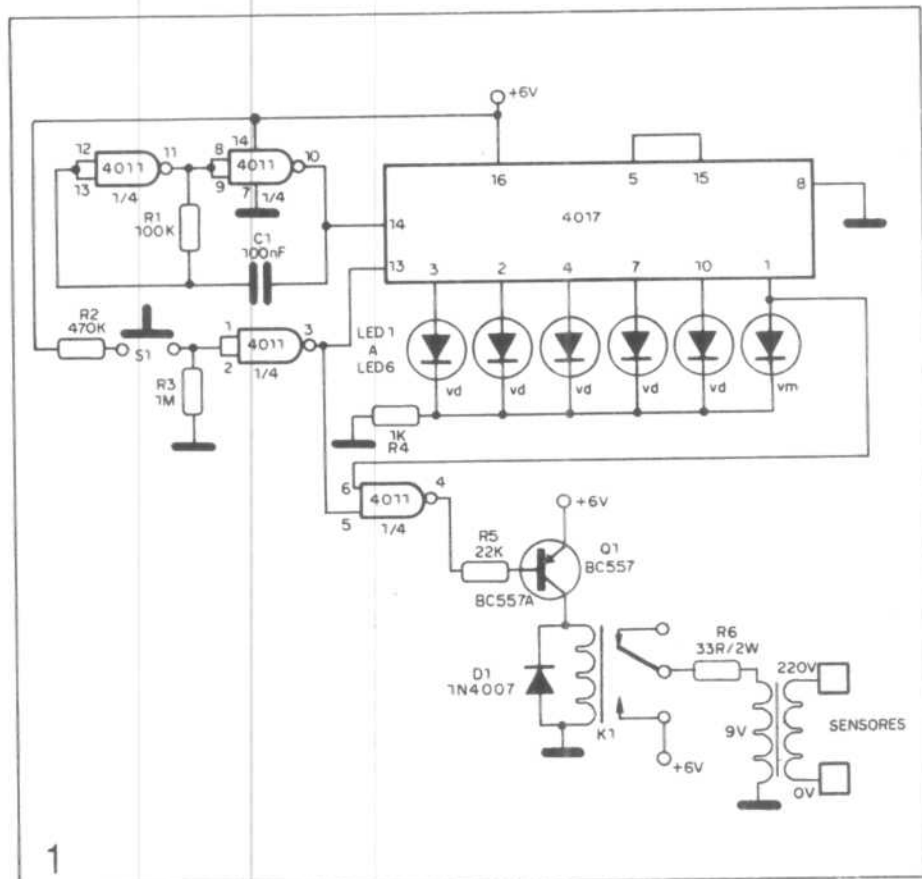 +6V
12
13
4011
11
1/4
8
9
14
4011
7
10
1/4
R1
100K
C1
100nF
16
5
15
8
4017
14
13
3
2
4
7
10
1
R2
470K
S1
1
2
4011
3
1/4
R3
1M
LED1
A
LED6
vd
vd
vd
vd
vd
vm
1K
R4
6
5
4011
4
1/4
+6V
R5
22K
Q1
BC557
BC557A
D1
1N4007
K1
+6V
R6
33R/2W
220V
9V
0V
SENSORES
1